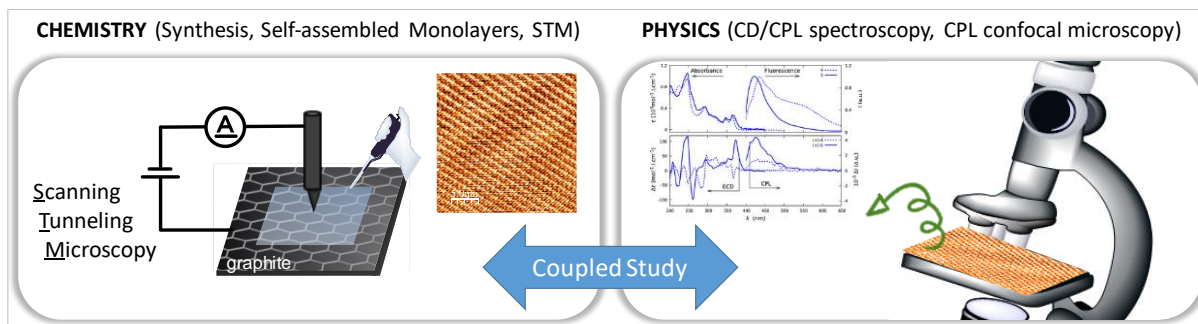 CHEMISTRY (Synthesis, Self-assembled Monolayers, STM)
A
Scanning
Tunneling
Microscopy
graphite
Coupled Study
PHYSICS (CD/CPL spectroscopy, CPL confocal microscopy)
Absorbance
Fluorescence
ECD
CPL
λ (nm)